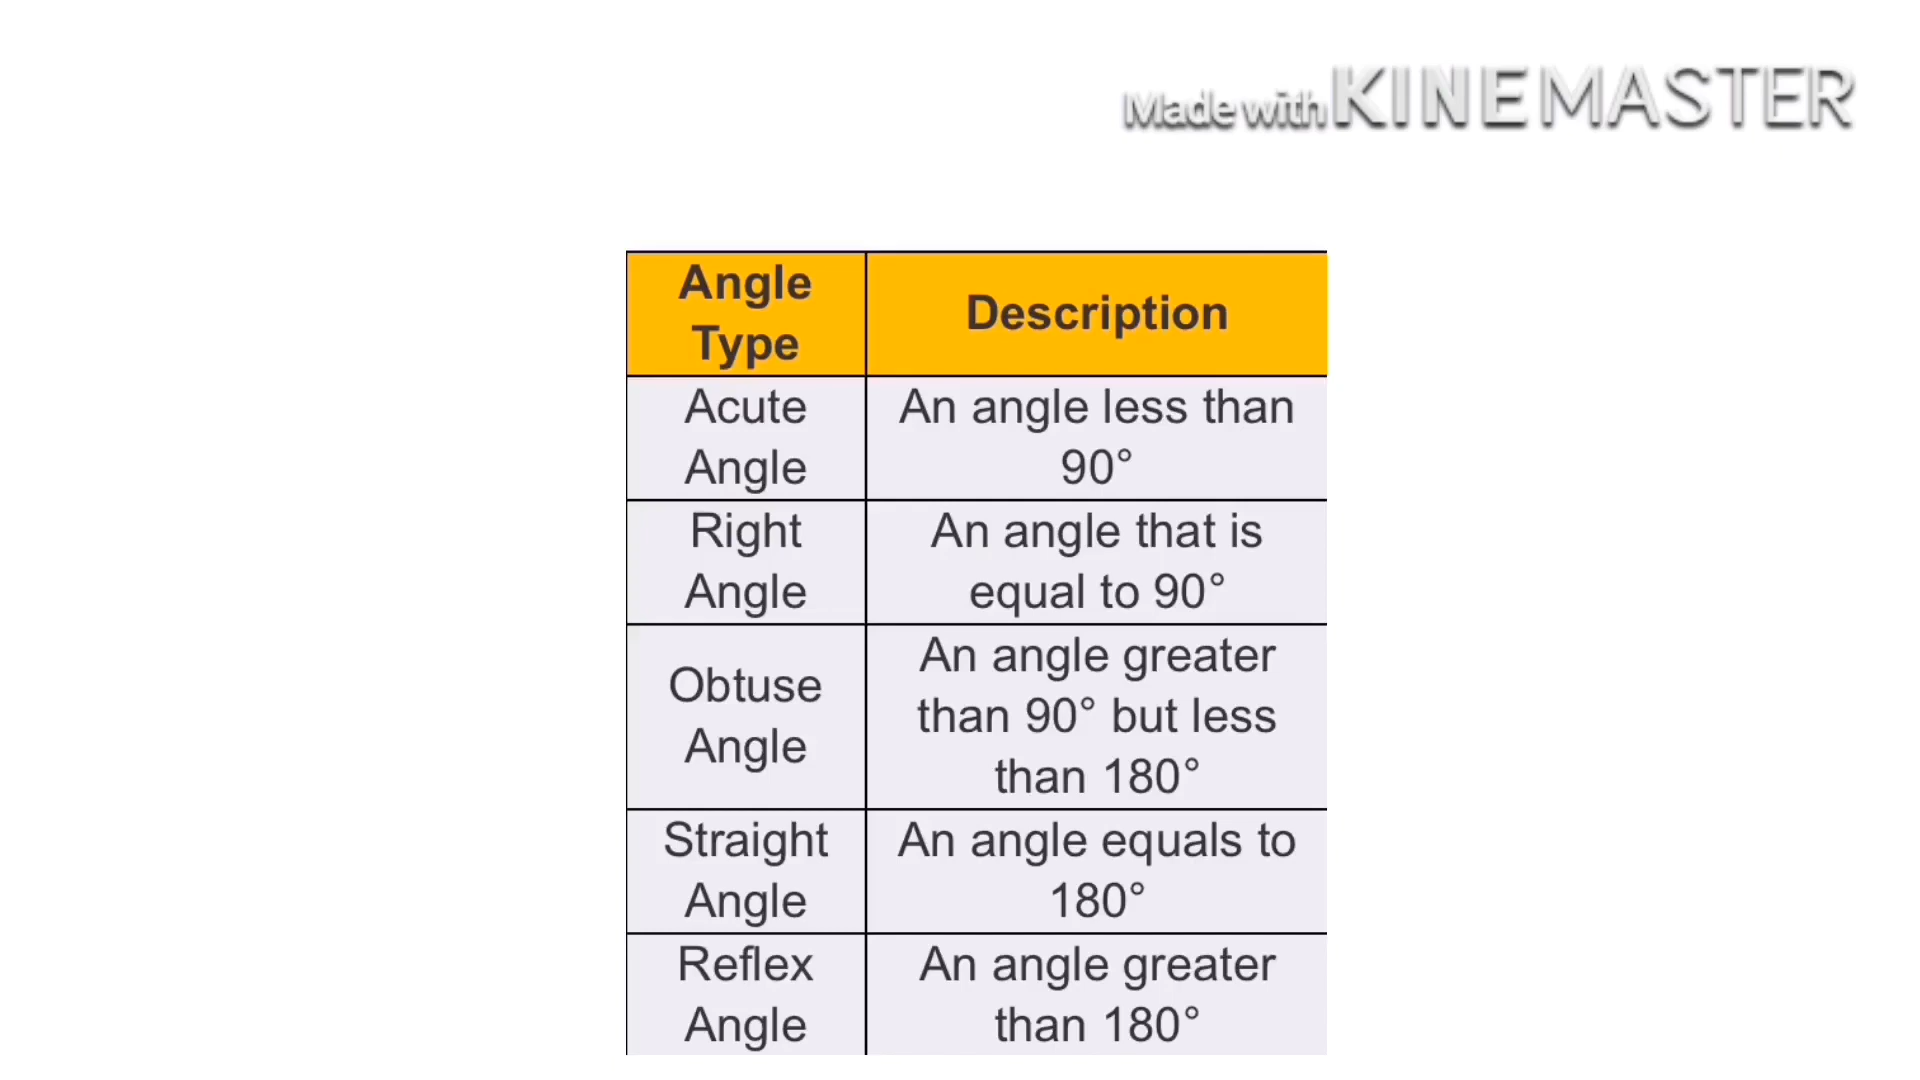 Made with KINEMASTER
Angle
Type
Description
Acute
Angle
An angle less than
90°
Right
Angle
An angle that is
equal to 90°
Obtuse
Angle
An angle greater
than 90° but less
than 180°
Straight
Angle
An angle equals to
180°
Reflex
Angle
An angle greater
than 180°